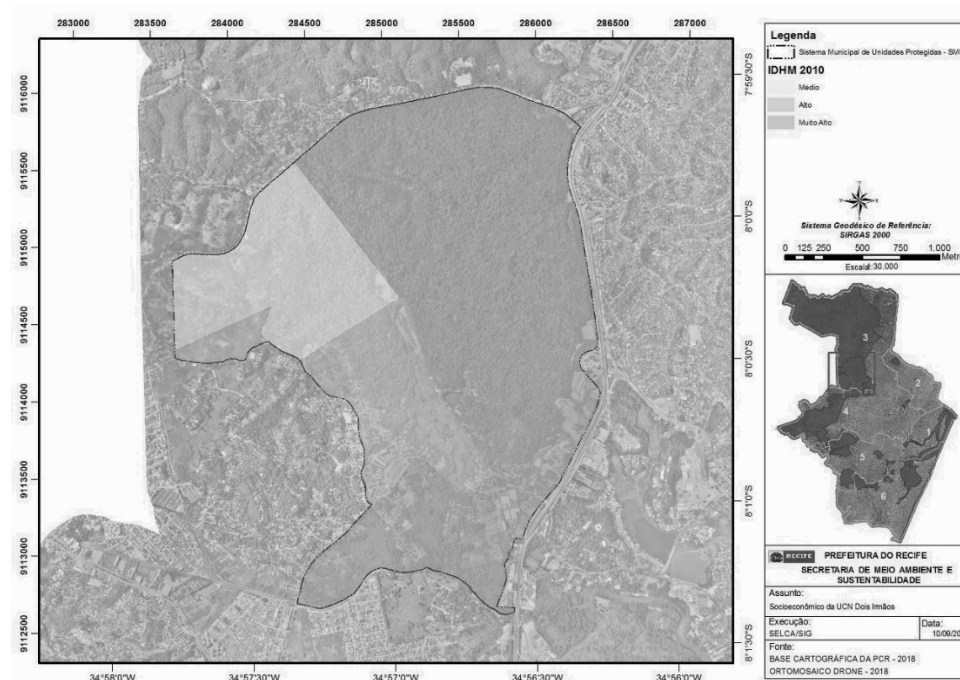 283000 283500 284000 284500 285000 285500 286000 286500 287000
9116000
9115500
9115000
9114500
9114000
9113500
9113000
9112500
7°59'30"S
8°0'0"S
8°0'30"S
8°1'0"S
8°1'30"S
34°58'0"W 34°57'30"W 34°57'0"W 34°56'30"W 34°56'0"W
Legenda
Sistema Municipal de Unidades Protegidas - SMU
IDHM 2010
Médio
Alto
Muito Alto
Sistema Geodésico de Referência:
SIRGAS 2000
0 125 250 500 750 1.000
Metro
Escala1:30.000
3
2
4
1
5
6
RECIFE PREFEITURA DO RECIFE
SECRETARIA DE MEIO AMBIENTE E
SUSTENTABILIDADE
Assunto:
Socioeconômico da UCN Dois Irmãos
Execução: Data:
SELCA/SIG 10/09/20
Fonte:
BASE CARTOGRÁFICA DA PCR - 2018
ORTOMOSAICO DRONE - 2018